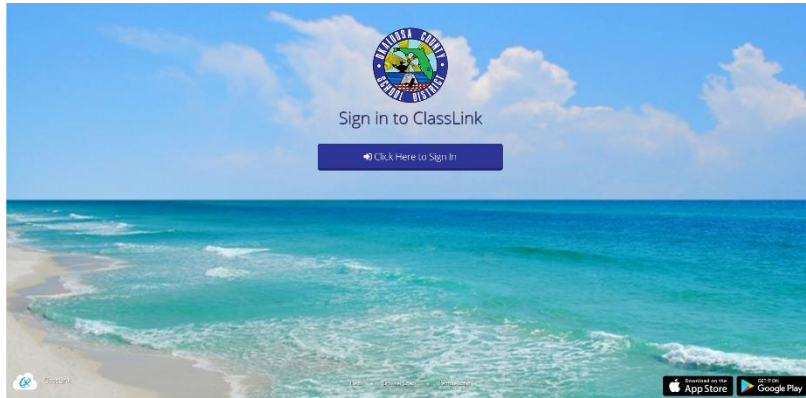 OKALOOSA COUNTY
SCHOOL DISTRICT
Sign in to ClassLink
Click Here to Sign In
ClassLink
Download on the
App Store
GET IT ON
Google Play